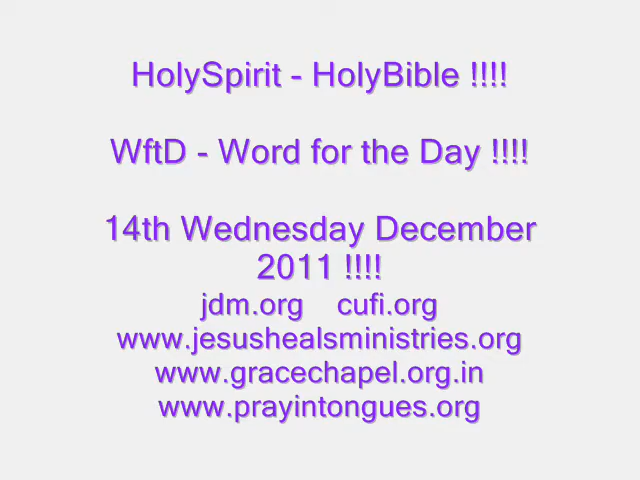 HolySpirit - HolyBible !!!!
WftD - Word for the Day !!!!
14th Wednesday December
2011 !!!!
jdm.org cufi.org
www.jesushealsministries.org
www.gracechapel.org.in
www.prayintongues.org